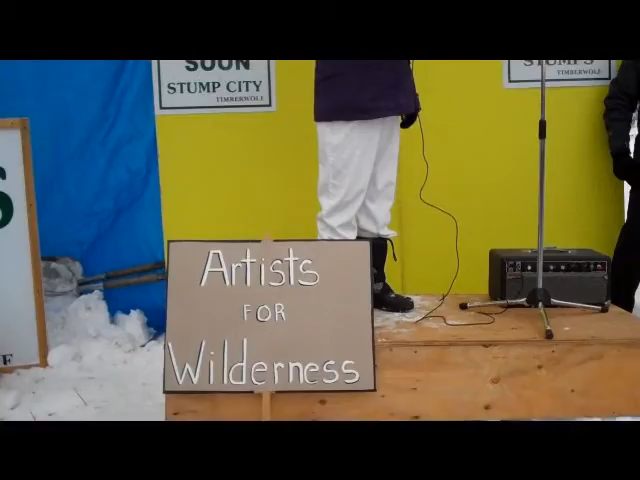 SOON
STUMP CITY
TIMBERWOLF
STUMPS
TIMBERWOLF
S
F
Artists
FOR
Wilderness